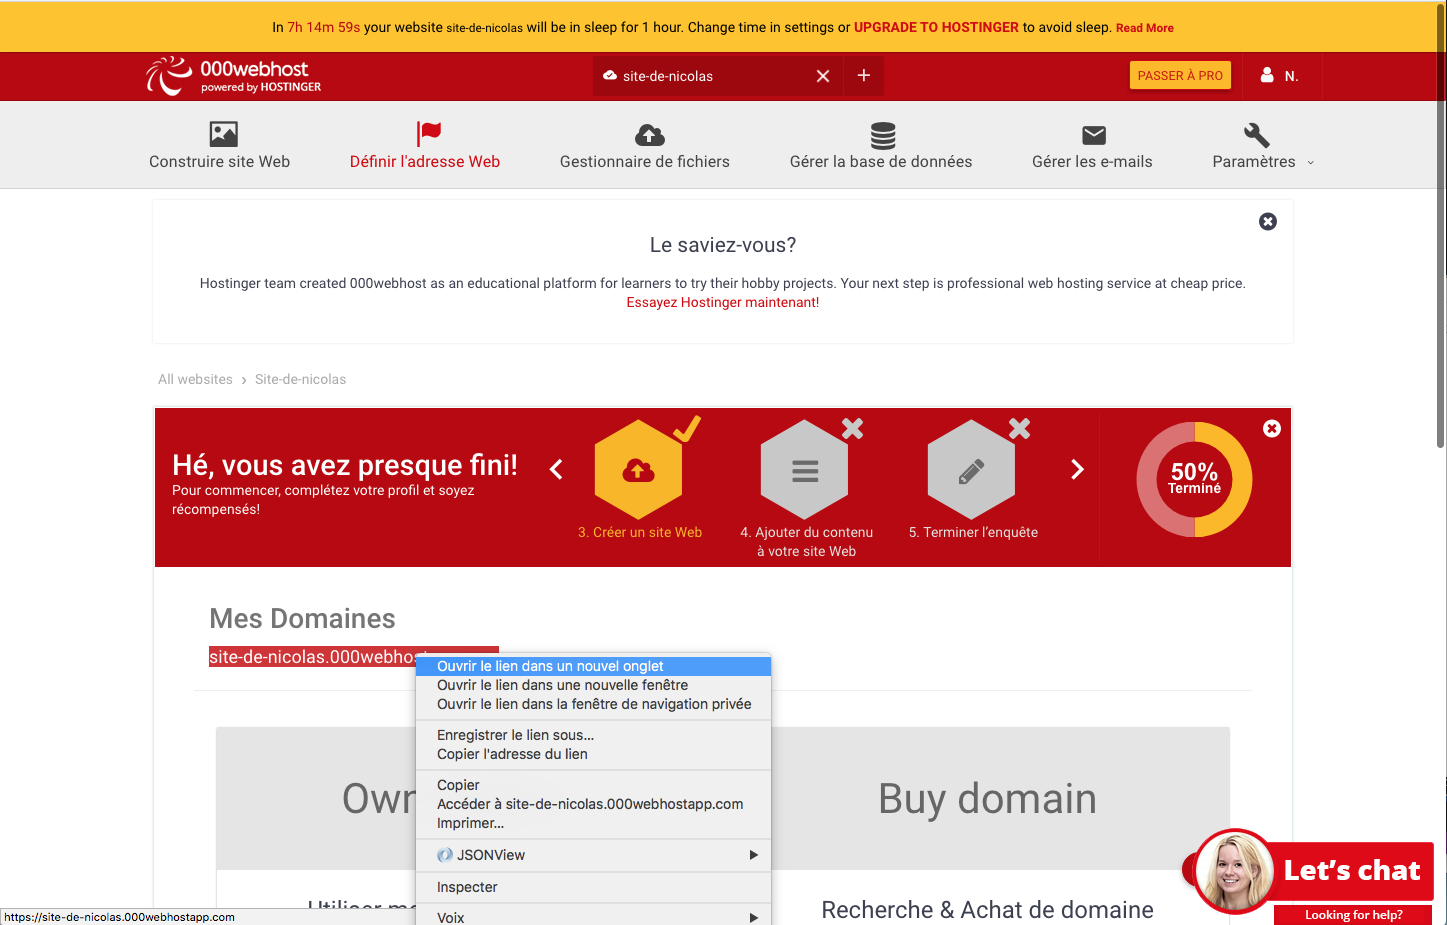 In 7h 14m 59s your website site-de-nicolas will be in sleep for 1 hour. Change time in settings or UPGRADE TO HOSTINGER to avoid sleep. Read More
000webhost
powered by HOSTINGER
site-de-nicolas
PASSER À PRO
N.
Construire site Web
Définir l'adresse Web
Gestionnaire de fichiers
Gérer la base de données
Gérer les e-mails
Paramètres
Le saviez-vous?
Hostinger team created 000webhost as an educational platform for learners to try their hobby projects. Your next step is professional web hosting service at cheap price.
Essayez Hostinger maintenant!
All websites › Site-de-nicolas
Hé, vous avez presque fini!
Pour commencer, complétez votre profil et soyez
récompensés!
3. Créer un site Web
4. Ajouter du contenu
à votre site Web
5. Terminer l'enquête
50%
Terminé
Mes Domaines
site-de-nicolas.000webhost
Ouvrir le lien dans un nouvel onglet
Ouvrir le lien dans une nouvelle fenêtre
Ouvrir le lien dans la fenêtre de navigation privée
Enregistrer le lien sous...
Copier l'adresse du lien
Copier
Accéder à site-de-nicolas.000webhostapp.com
Imprimer...
JSONView
Inspecter
Voix
Own
Buy domain
Utiliser
Recherche & Achat de domaine
Let's chat
Looking for help?
https://site-de-nicolas.000webhostapp.com